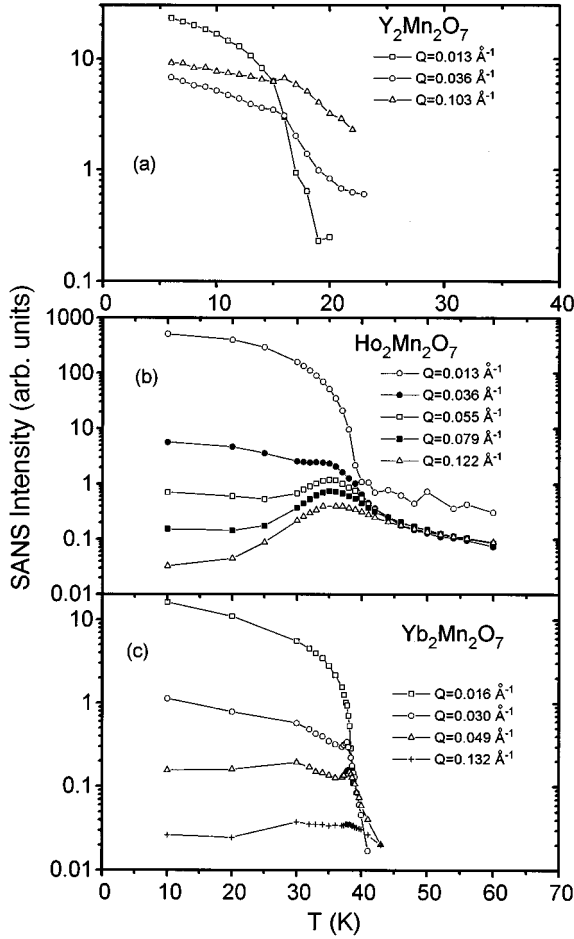 SANS Intensity (arb. units)
Y₂Mn₂O₇
Q=0.013 Å⁻¹
Q=0.036 Å⁻¹
Q=0.103 Å⁻¹
(a)
10
1
0.1
0 10 20 30 40
Ho₂Mn₂O₇
Q=0.013 Å⁻¹
Q=0.036 Å⁻¹
Q=0.055 Å⁻¹
Q=0.079 Å⁻¹
Q=0.122 Å⁻¹
(b)
1000
100
10
1
0.1
0.01
Yb₂Mn₂O₇
Q=0.016 Å⁻¹
Q=0.030 Å⁻¹
Q=0.049 Å⁻¹
Q=0.132 Å⁻¹
(c)
10
1
0.1
0.01
0 10 20 30 40 50 60 70
T (K)